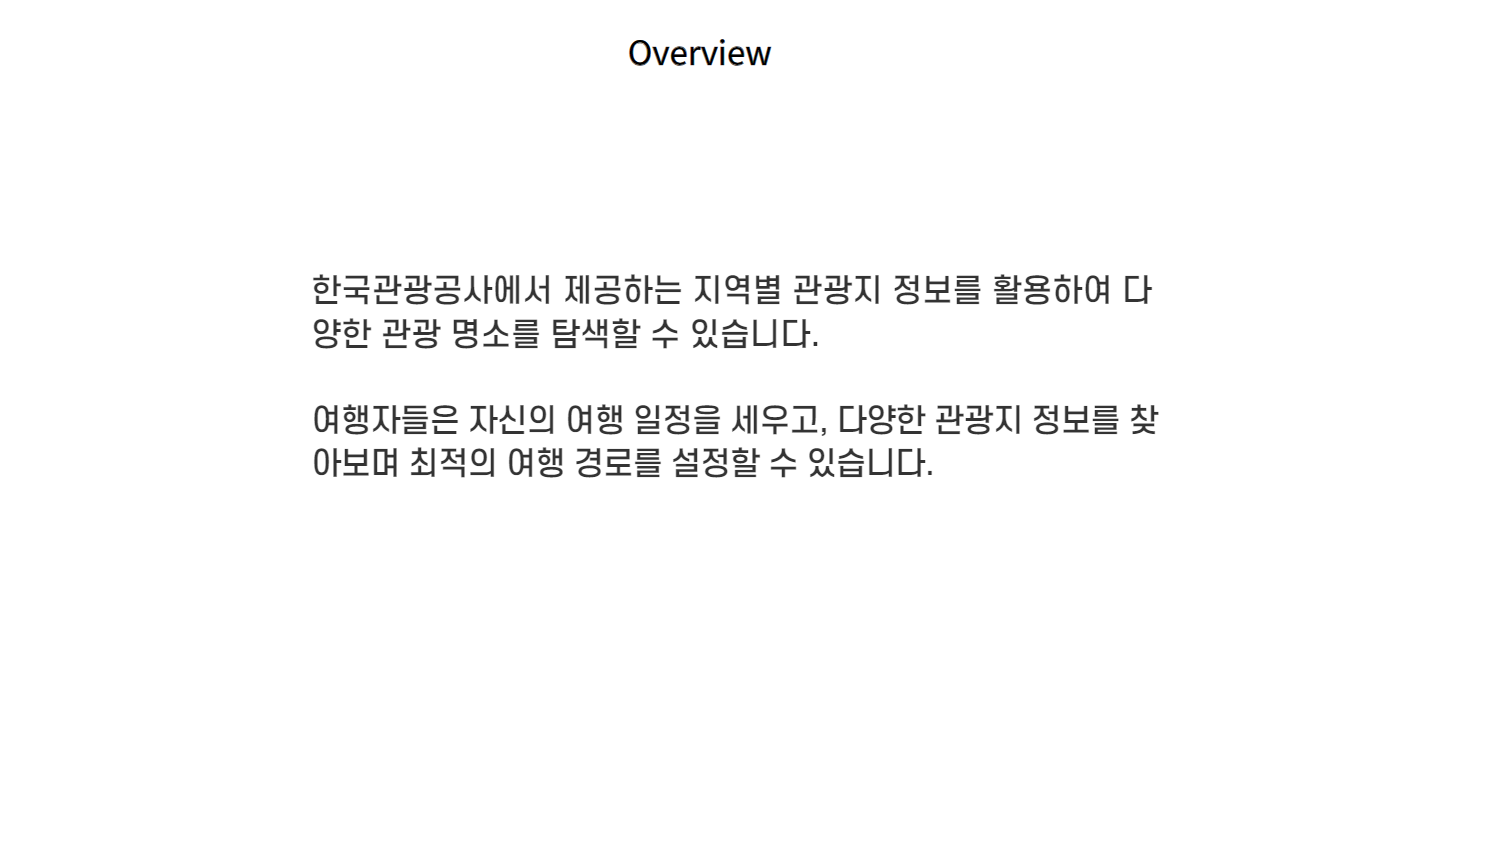 Overview
한국관광공사에서 제공하는 지역별 관광지 정보를 활용하여 다
양한 관광 명소를 탐색할 수 있습니다.
여행자들은 자신의 여행 일정을 세우고, 다양한 관광지 정보를 찾
아보며 최적의 여행 경로를 설정할 수 있습니다.